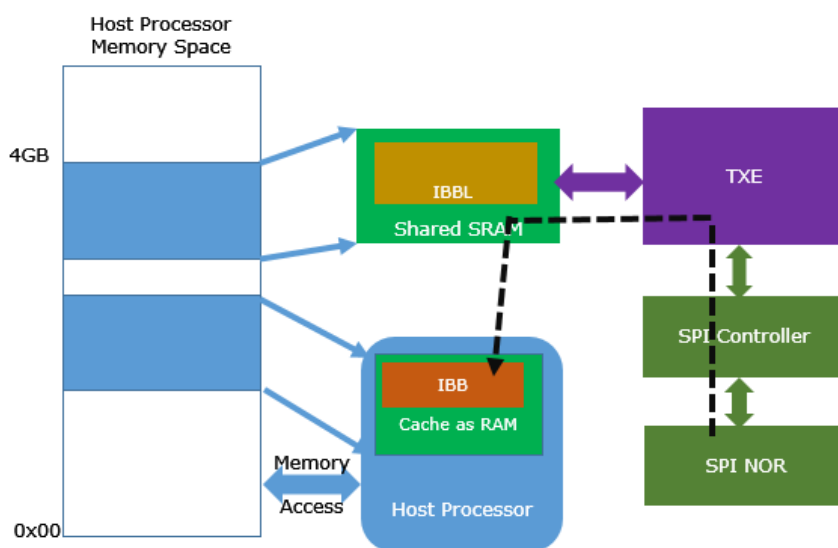 Host Processor
Memory Space
4GB
0x00
IBBL
Shared SRAM
TXE
SPI Controller
SPI NOR
IBB
Cache as RAM
Host Processor
Memory
Access